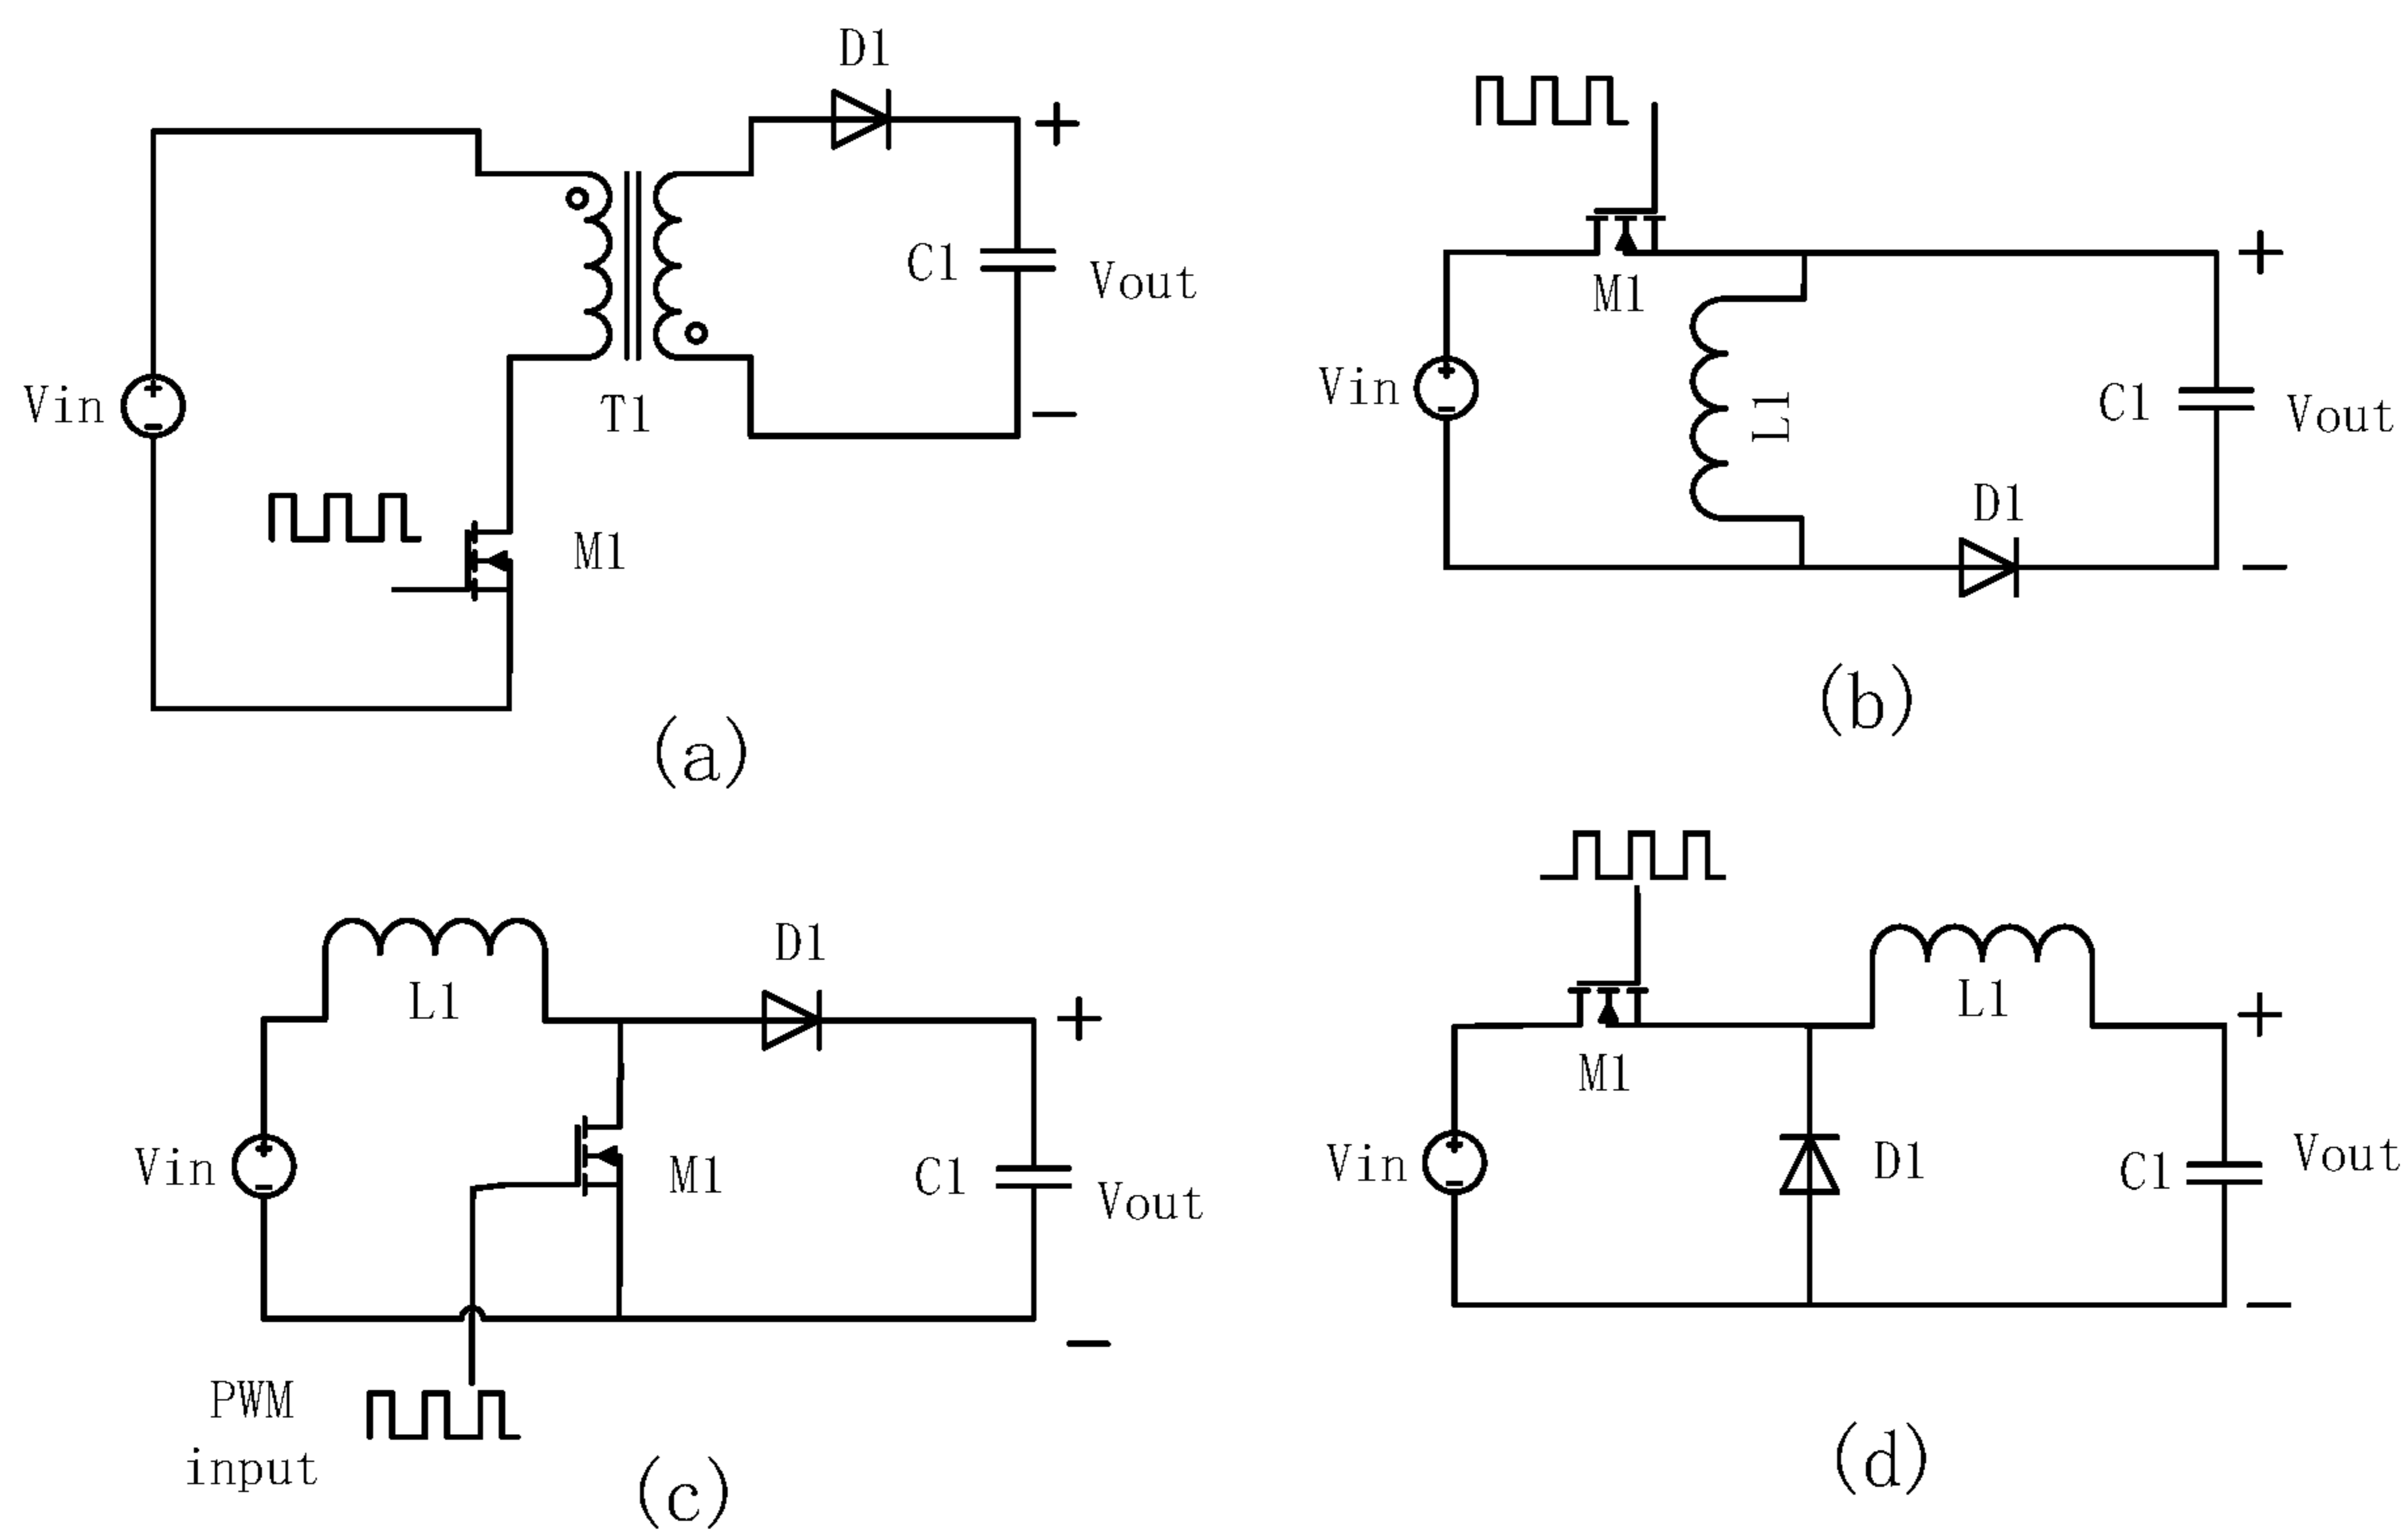 D1
+
C1
Vout
Vin
+
-
T1
−
M1
(a)
M1
+
Vin
+
-
L1
C1
Vout
D1
−
(b)
L1
D1
+
Vin
+
-
M1
C1
Vout
−
PWM
input
(c)
L1
+
M1
Vin
+
-
D1
C1
Vout
−
(d)